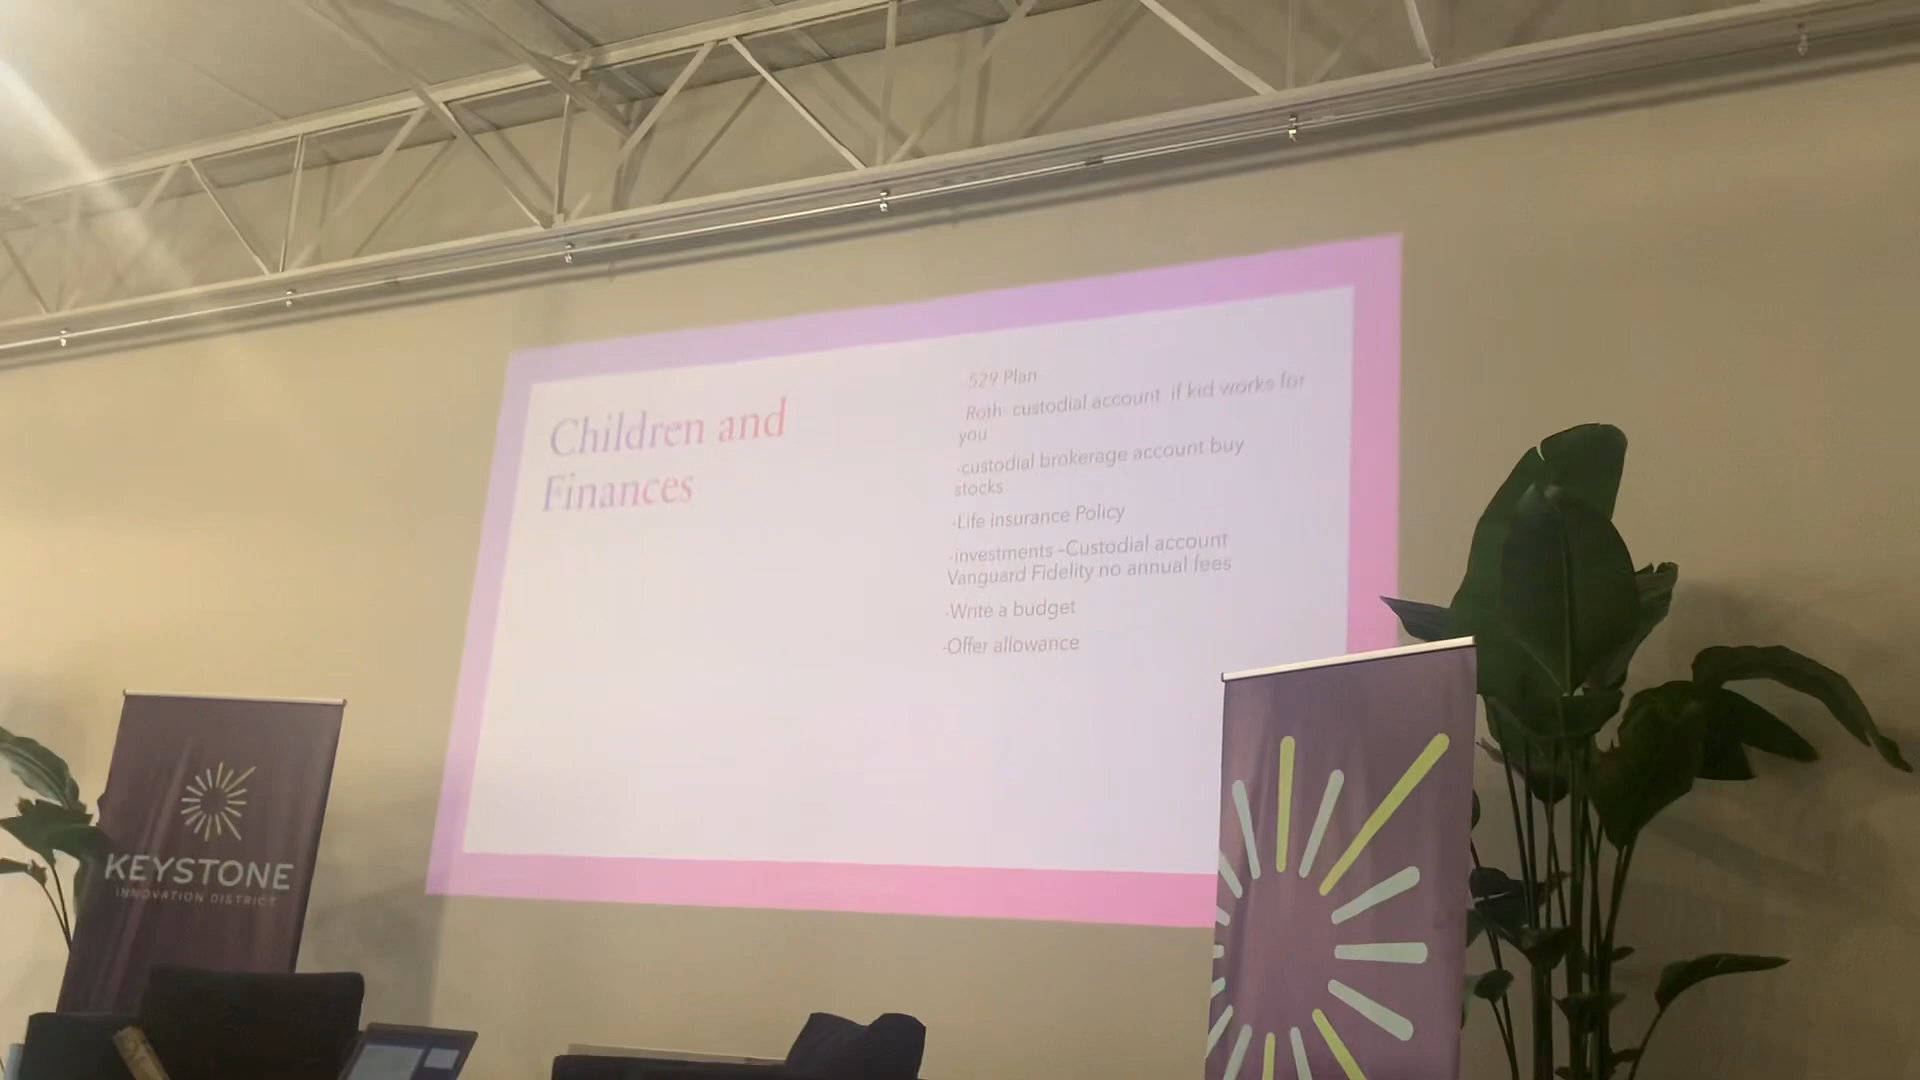 Children and
Finances
529 Plan
Roth custodial account if kid works for
you
-custodial brokerage account buy
stocks
-Life insurance Policy
-investments -Custodial account
Vanguard Fidelity no annual fees
-Write a budget
-Offer allowance
KEYSTONE
INNOVATION DISTRICT